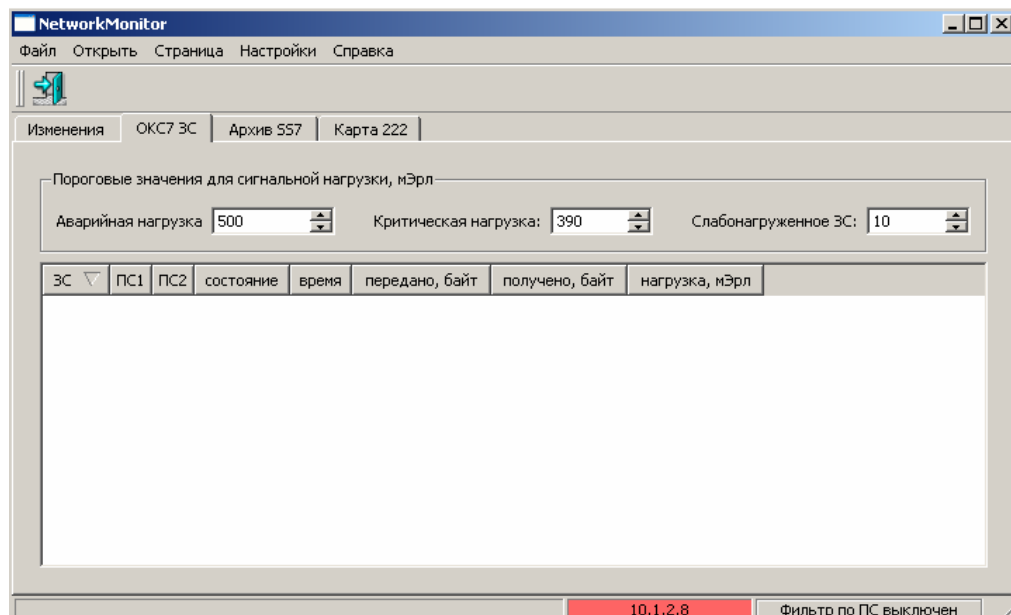 NetworkMonitor
Файл Открыть Страница Настройки Справка
Изменения ОКС7 ЗС Архив SS7 Карта 222
Пороговые значения для сигнальной нагрузки, мЭрл
Аварийная нагрузка 500 Критическая нагрузка: 390 Слабонагруженное ЗС: 10
ЗС ПС1 ПС2 состояние время передано, байт получено, байт нагрузка, мЭрл
10.1.2.8 Фильтр по ПС выключен